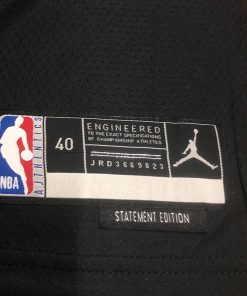 NBA
AUTHENTICS
40
ENGINEERED
TO THE EXACT SPECIFICATIONS
OF CHAMPIONSHIP ATHLETES
JRD3669823
STATEMENT EDITION